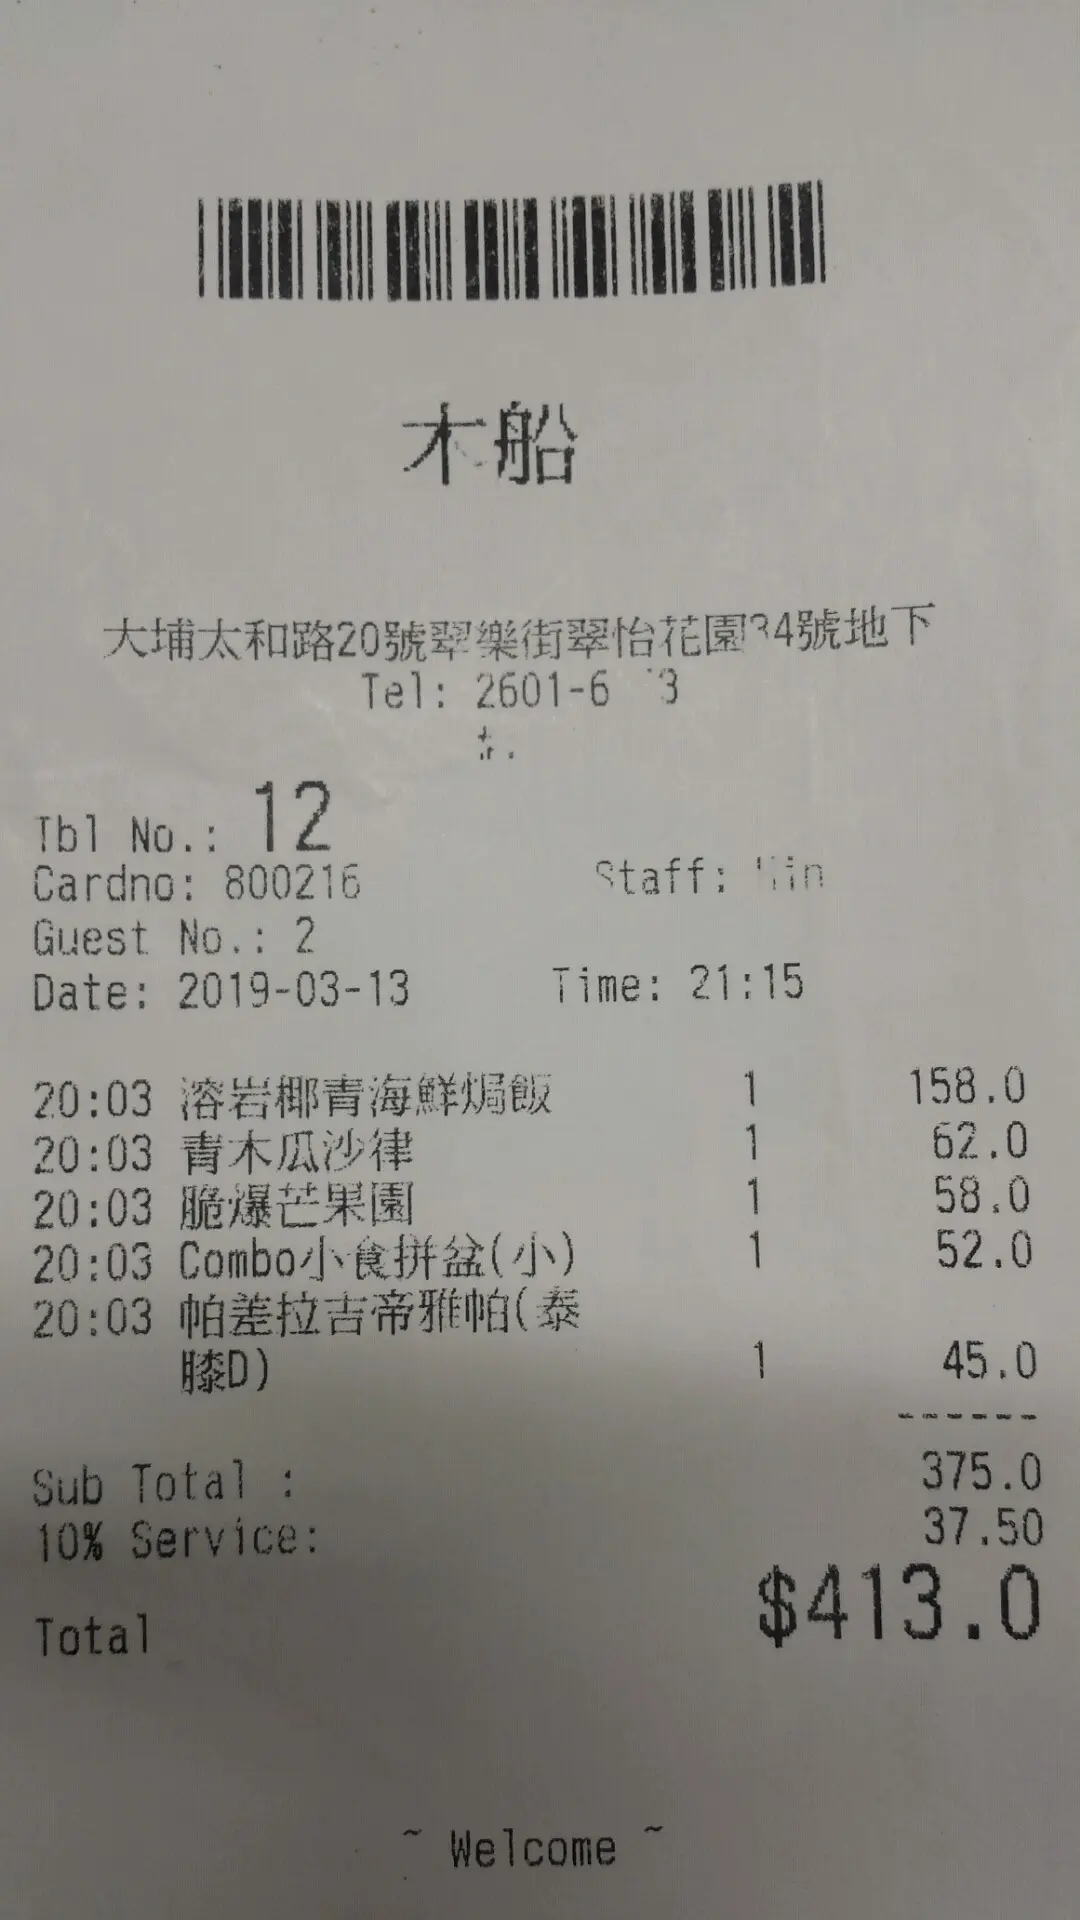 木船
大埔太和路20號翠樂街翠怡花園34號地下
Tel:
Tbl No.: 12
Cardno: 800216 Staff:
Guest No.: 2
Date: 2019-03-13 Time: 21:15
20:03 溶岩椰青海鮮焗飯 1 158.0
20:03 青木瓜沙律 1 62.0
20:03 脆爆芒果園 1 58.0
20:03 Combo小食拼盆(小) 1 52.0
20:03 帕差拉吉帝雅帕(泰
膝D) 1 45.0
------
Sub Total : 375.0
10% Service: 37.50
Total $413.0
~ Welcome ~